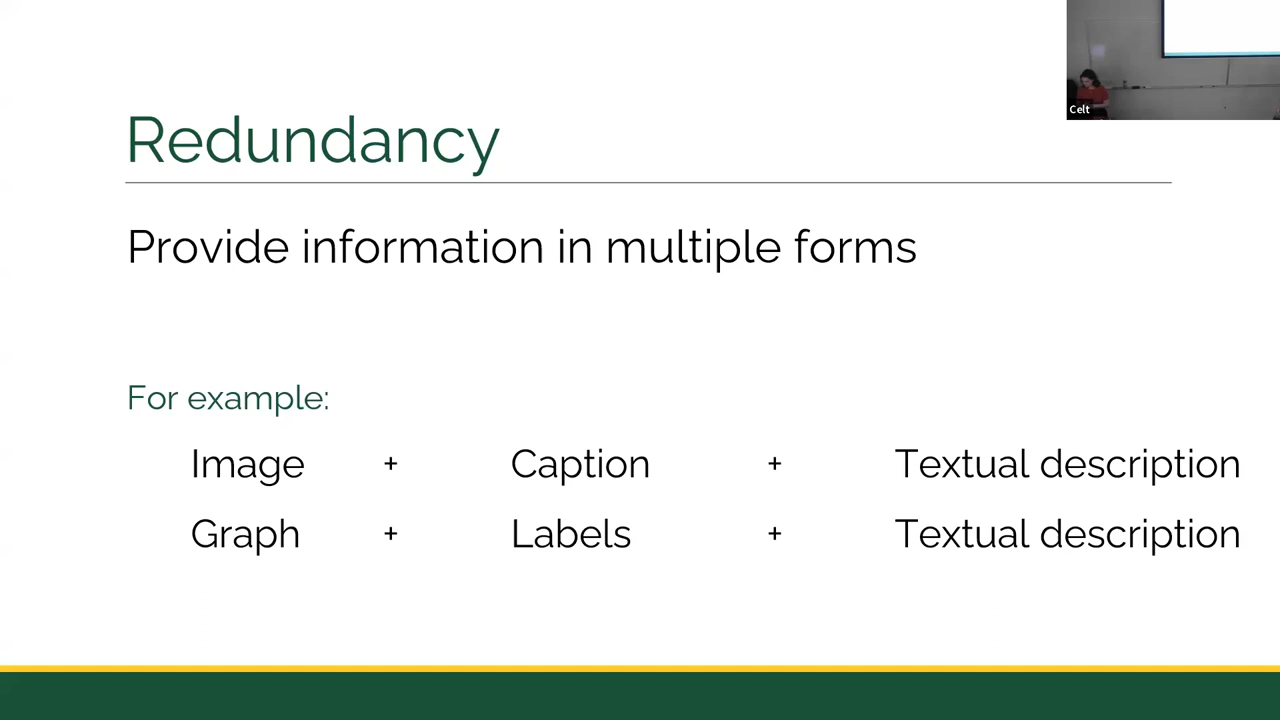 Celt
Redundancy
Provide information in multiple forms
For example:
Image + Caption + Textual description
Graph + Labels + Textual description